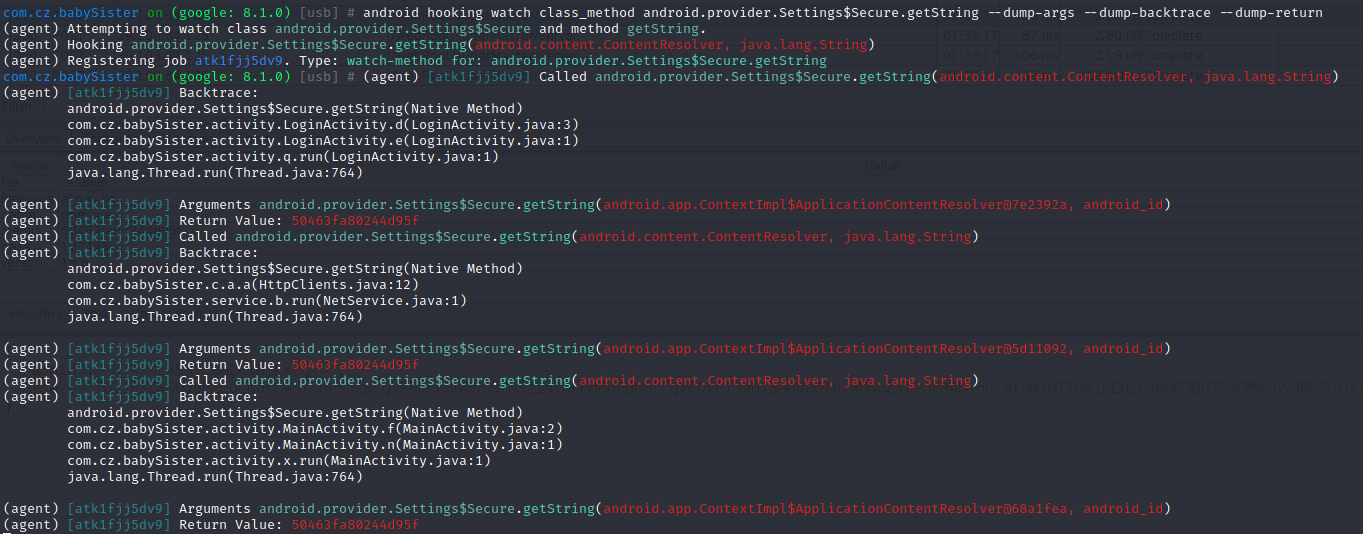 com.cz.babySister on (google: 8.1.0) [usb] # android hooking watch class_method android.provider.Settings$Secure.getString --dump-args --dump-backtrace --dump-return
(agent) Attempting to watch class android.provider.Settings$Secure and method getString.
(agent) Hooking android.provider.Settings$Secure.getString(android.content.ContentResolver, java.lang.String)
(agent) Registering job atk1fjj5dv9. Type: watch-method for: android.provider.Settings$Secure.getString
com.cz.babySister on (google: 8.1.0) [usb] # (agent) [atk1fjj5dv9] Called android.provider.Settings$Secure.getString(android.content.ContentResolver, java.lang.String)
(agent) [atk1fjj5dv9] Backtrace:
android.provider.Settings$Secure.getString(Native Method)
com.cz.babySister.activity.LoginActivity.d(LoginActivity.java:3)
com.cz.babySister.activity.LoginActivity.e(LoginActivity.java:1)
com.cz.babySister.activity.q.run(LoginActivity.java:1)
java.lang.Thread.run(Thread.java:764)
(agent) [atk1fjj5dv9] Arguments android.provider.Settings$Secure.getString(android.app.ContextImpl$ApplicationContentResolver@7e2392a, android_id)
(agent) [atk1fjj5dv9] Return Value: 50463fa80244d95f
(agent) [atk1fjj5dv9] Called android.provider.Settings$Secure.getString(android.content.ContentResolver, java.lang.String)
(agent) [atk1fjj5dv9] Backtrace:
android.provider.Settings$Secure.getString(Native Method)
com.cz.babySister.c.a.a(HttpClients.java:12)
com.cz.babySister.service.b.run(NetService.java:1)
java.lang.Thread.run(Thread.java:764)
(agent) [atk1fjj5dv9] Arguments android.provider.Settings$Secure.getString(android.app.ContextImpl$ApplicationContentResolver@5d11092, android_id)
(agent) [atk1fjj5dv9] Return Value: 50463fa80244d95f
(agent) [atk1fjj5dv9] Called android.provider.Settings$Secure.getString(android.content.ContentResolver, java.lang.String)
(agent) [atk1fjj5dv9] Backtrace:
android.provider.Settings$Secure.getString(Native Method)
com.cz.babySister.activity.MainActivity.f(MainActivity.java:2)
com.cz.babySister.activity.MainActivity.n(MainActivity.java:1)
com.cz.babySister.activity.x.run(MainActivity.java:1)
java.lang.Thread.run(Thread.java:764)
(agent) [atk1fjj5dv9] Arguments android.provider.Settings$Secure.getString(android.app.ContextImpl$ApplicationContentResolver@68a1fea, android_id)
(agent) [atk1fjj5dv9] Return Value: 50463fa80244d95f